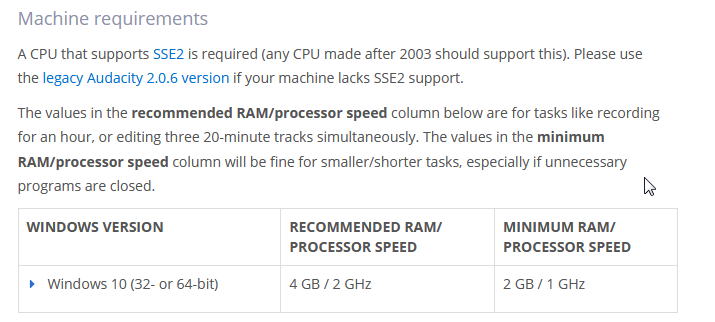 Machine requirements
A CPU that supports SSE2 is required (any CPU made after 2003 should support this). Please use
the legacy Audacity 2.0.6 version if your machine lacks SSE2 support.
The values in the recommended RAM/processor speed column below are for tasks like recording
for an hour, or editing three 20-minute tracks simultaneously. The values in the minimum
RAM/processor speed column will be fine for smaller/shorter tasks, especially if unnecessary
programs are closed.
WINDOWS VERSION
RECOMMENDED RAM/
PROCESSOR SPEED
MINIMUM RAM/
PROCESSOR SPEED
Windows 10 (32- or 64-bit)
4 GB / 2 GHz
2 GB / 1 GHz